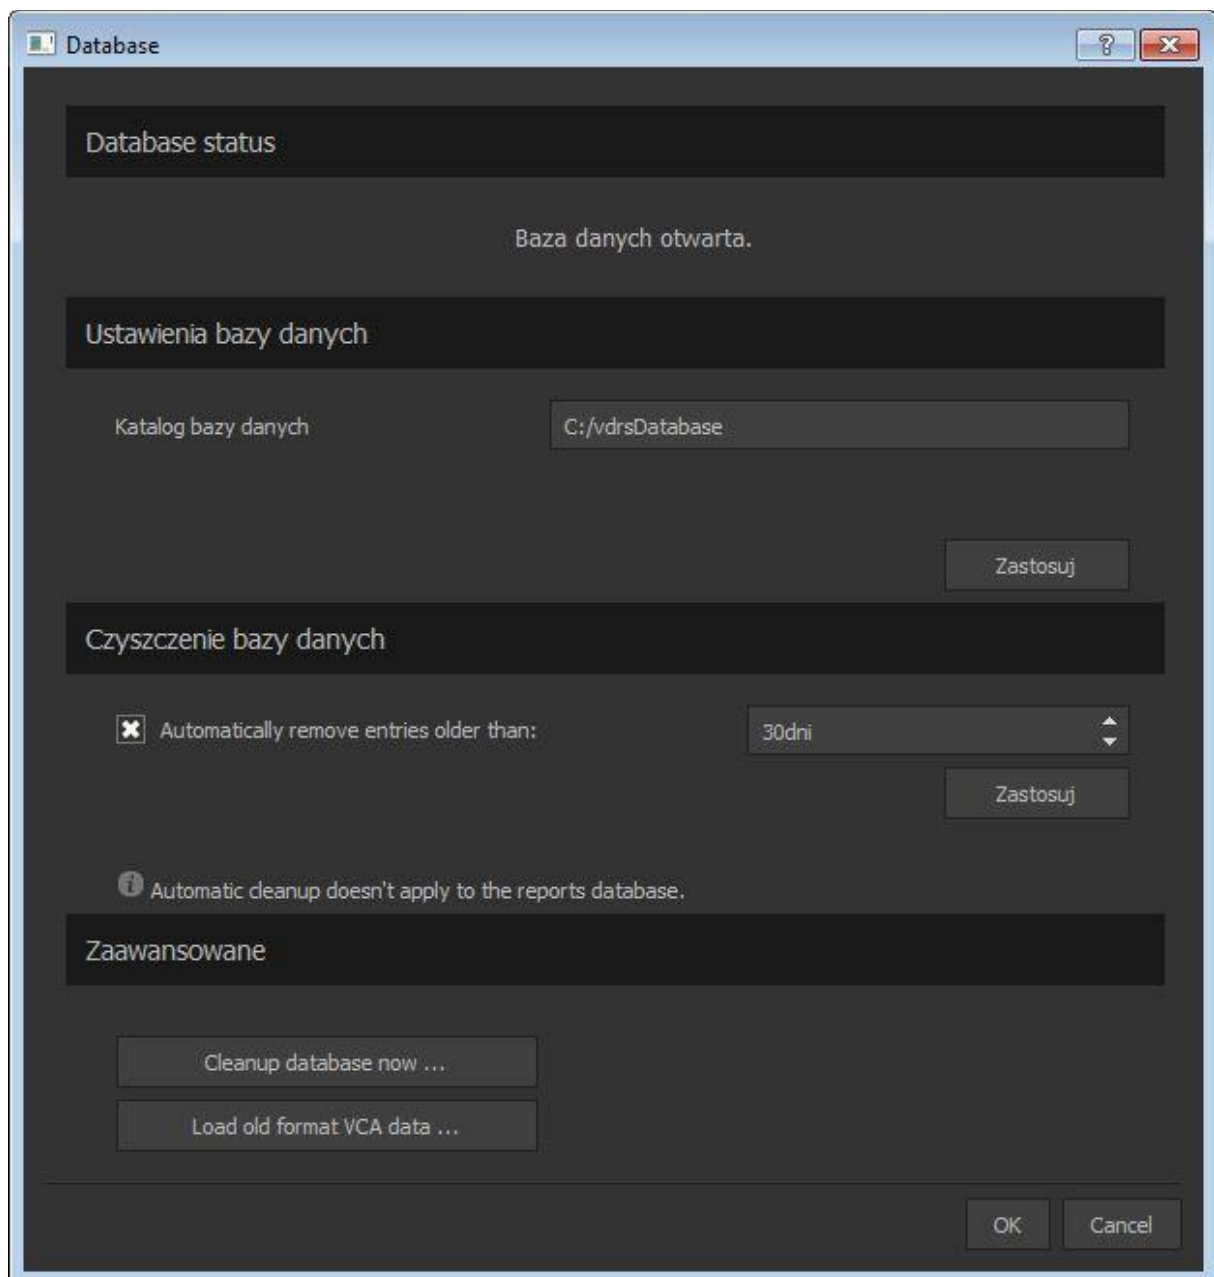 Database
Database status
Baza danych otwarta.
Ustawienia bazy danych
Katalog bazy danych C:/vdrsDatabase
Zastosuj
Czyszczenie bazy danych
Automatically remove entries older than: 30dni
Zastosuj
Automatic cleanup doesn't apply to the reports database.
Zaawansowane
Cleanup database now ...
Load old format VCA data ...
OK Cancel